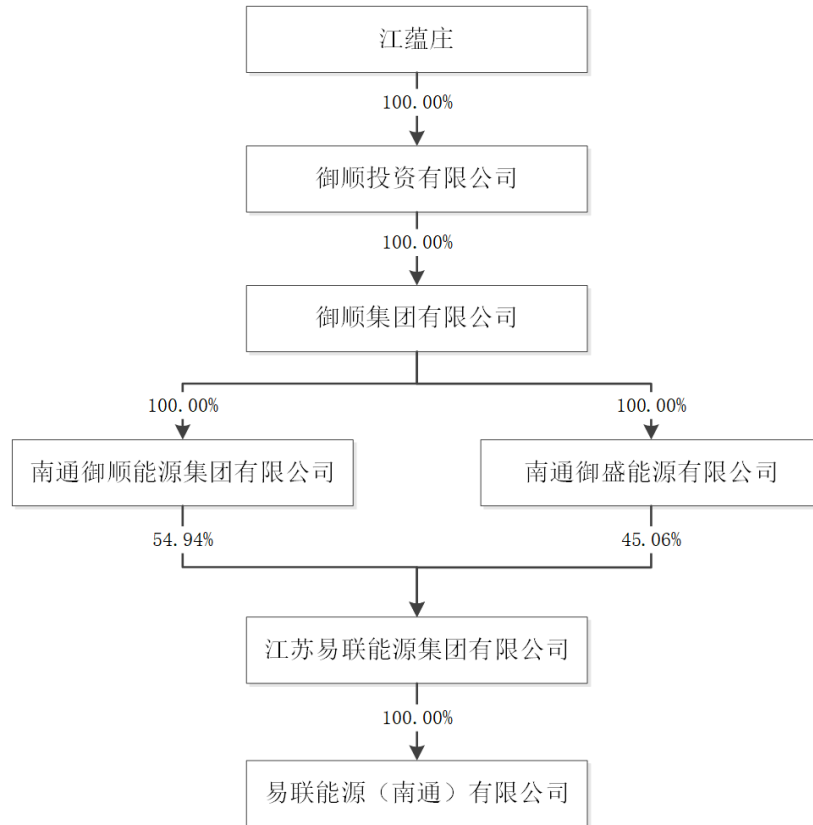 江蕴庄
100.00%
御顺投资有限公司
100.00%
御顺集团有限公司
100.00%
100.00%
南通御顺能源集团有限公司
南通御盛能源有限公司
54.94%
45.06%
江苏易联能源集团有限公司
100.00%
易联能源（南通）有限公司